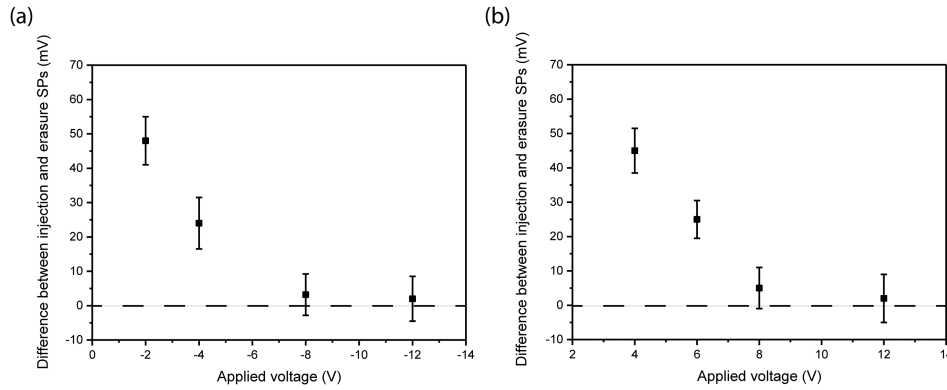 (a)
Difference between injection and erasure SPs (mV)
70
60
50
40
30
20
10
0
-10
0 -2 -4 -6 -8 -10 -12 -14
Applied voltage (V)
(b)
Difference between injection and erasure SPs (mV)
70
60
50
40
30
20
10
0
-10
2 4 6 8 10 12 14
Applied voltage (V)